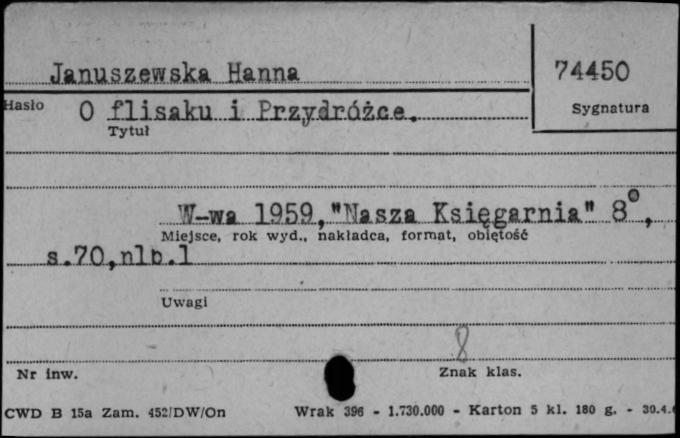 Januszewska Hanna 74450
Hasło O flisaku i Przydróżce. Sygnatura
Tytuł
W-wa 1959,"Nasza Księgarnia" 8°,
Miejsce, rok wyd., nakładca, format, objętość
s.70,nlb.1
Uwagi
8
Nr inw. Znak klas.
CWD B 15a Zam. 452/DW/On Wrak 396 - 1.730.000 - Karton 5 kl. 180 g. - 30.4.